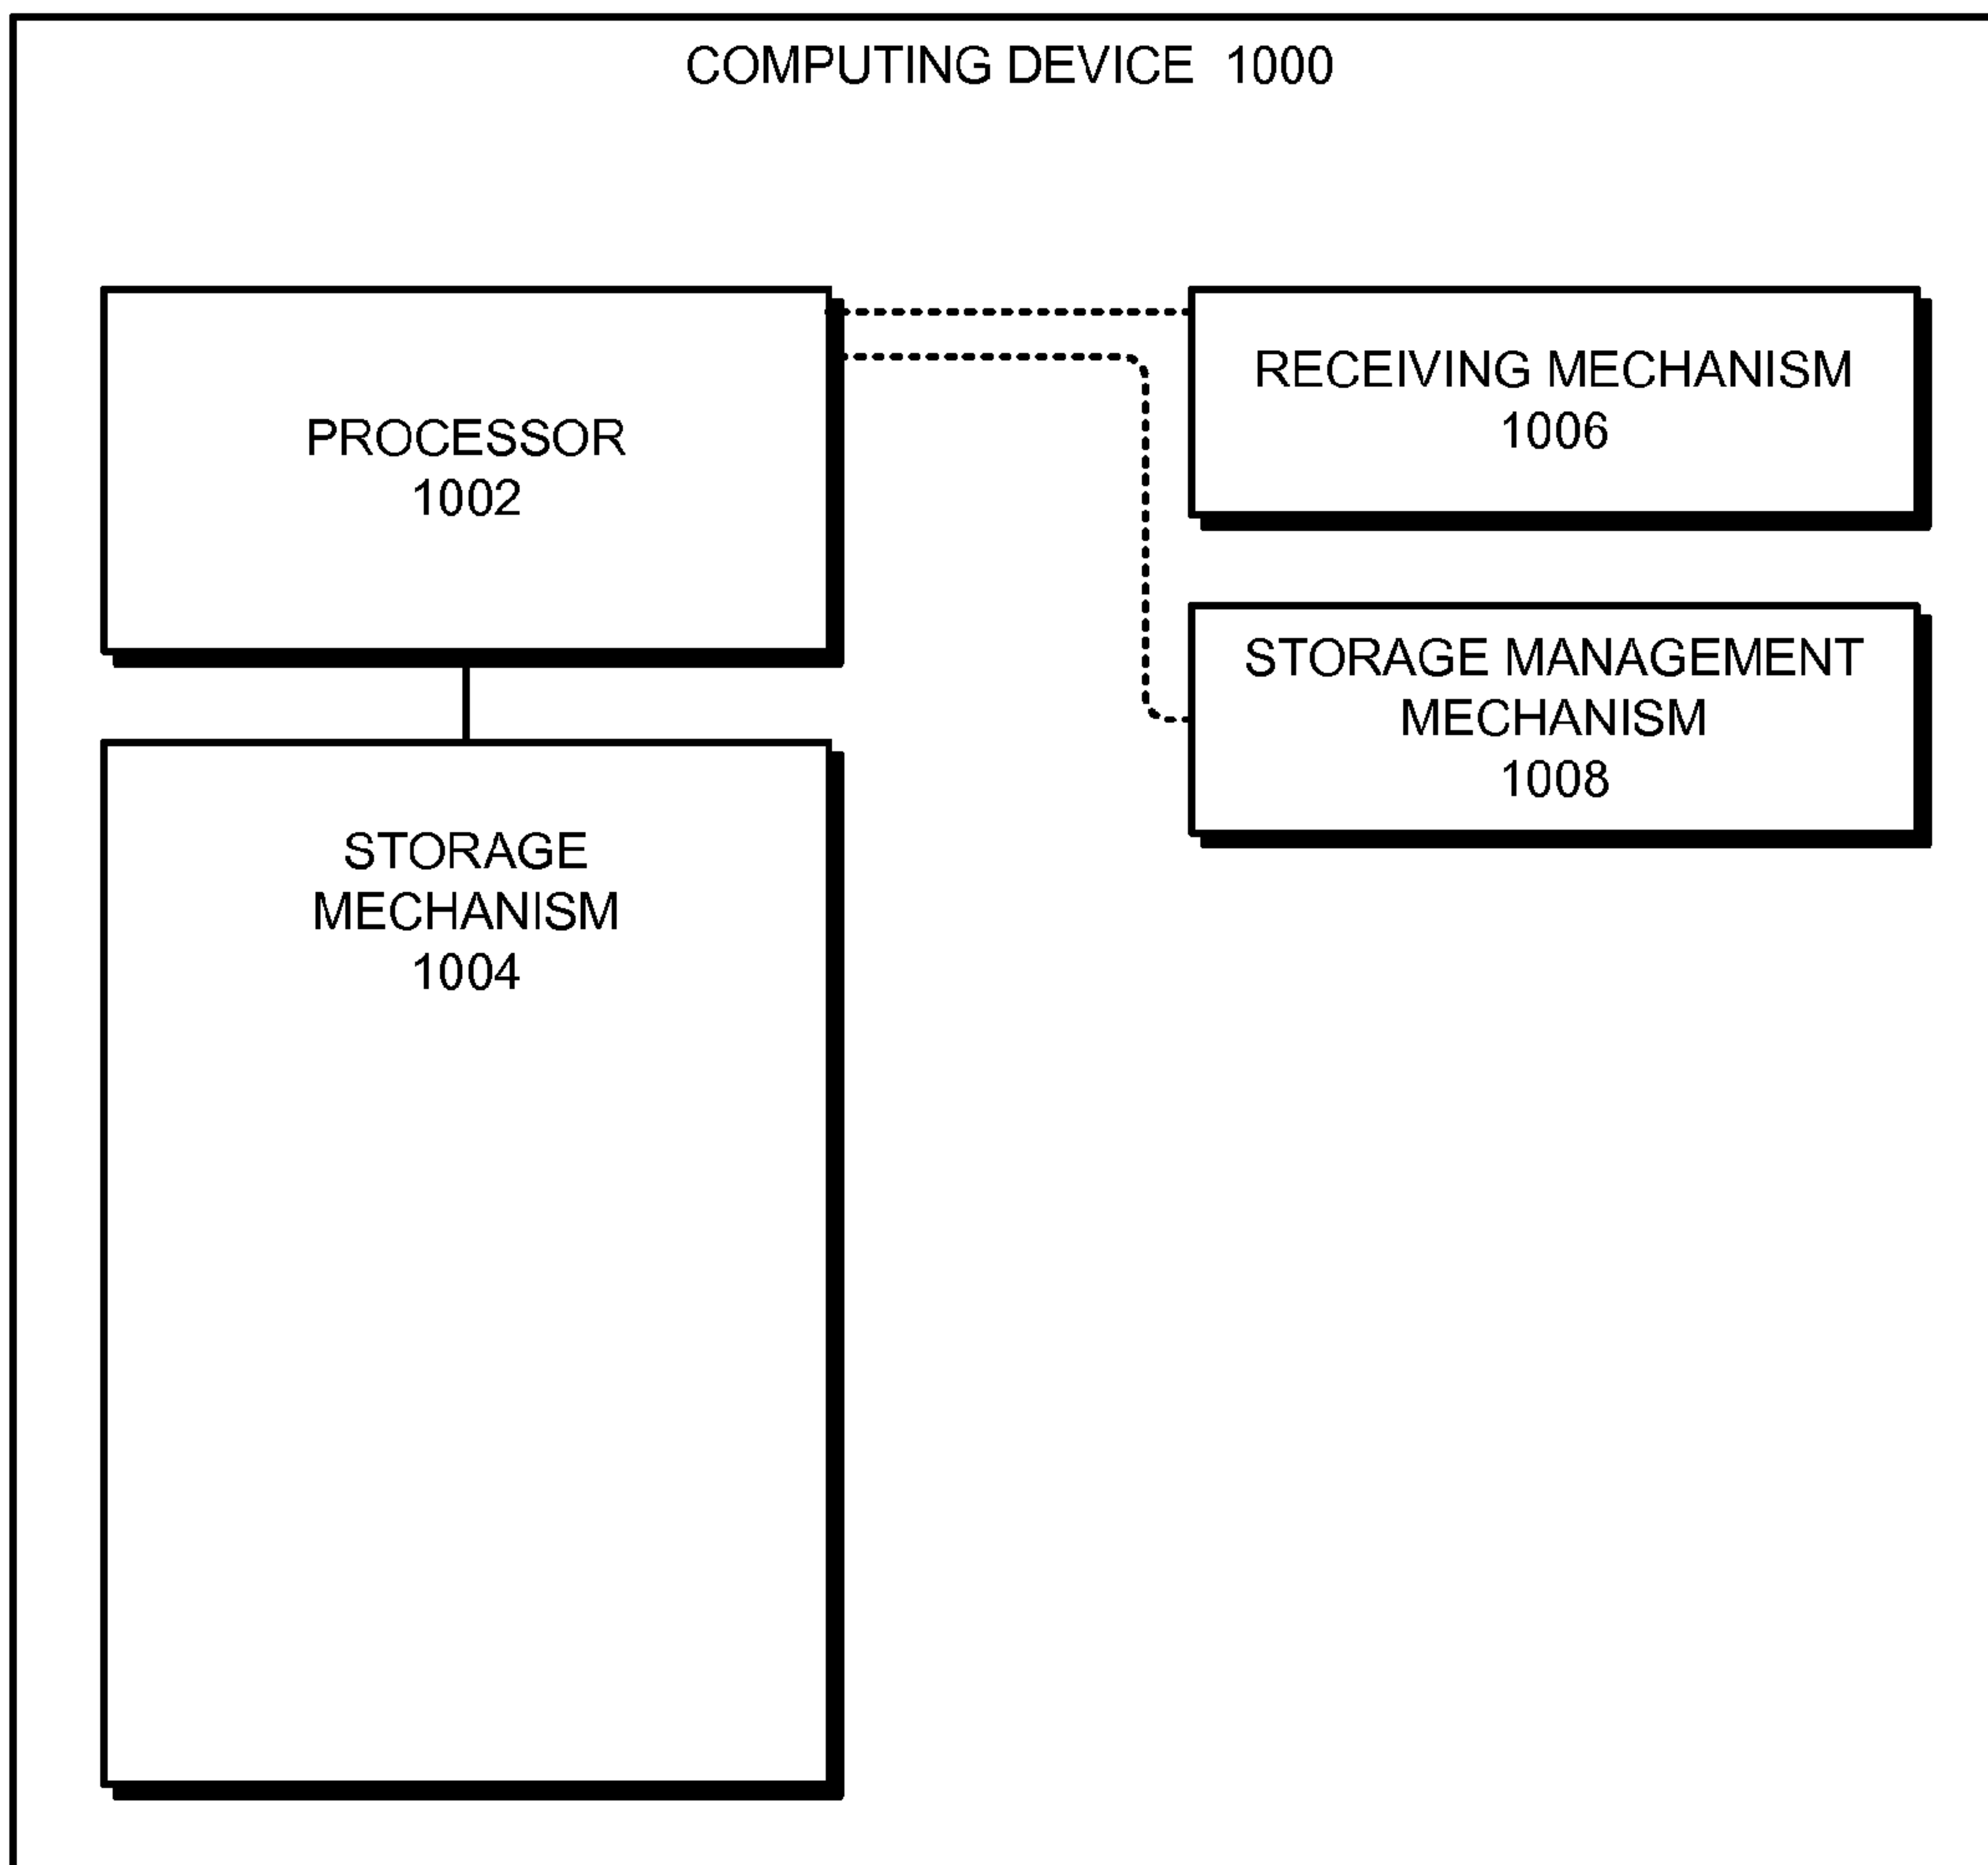 COMPUTING DEVICE 1000
PROCESSOR
1002
RECEIVING MECHANISM
1006
STORAGE MANAGEMENT
MECHANISM
1008
STORAGE
MECHANISM
1004